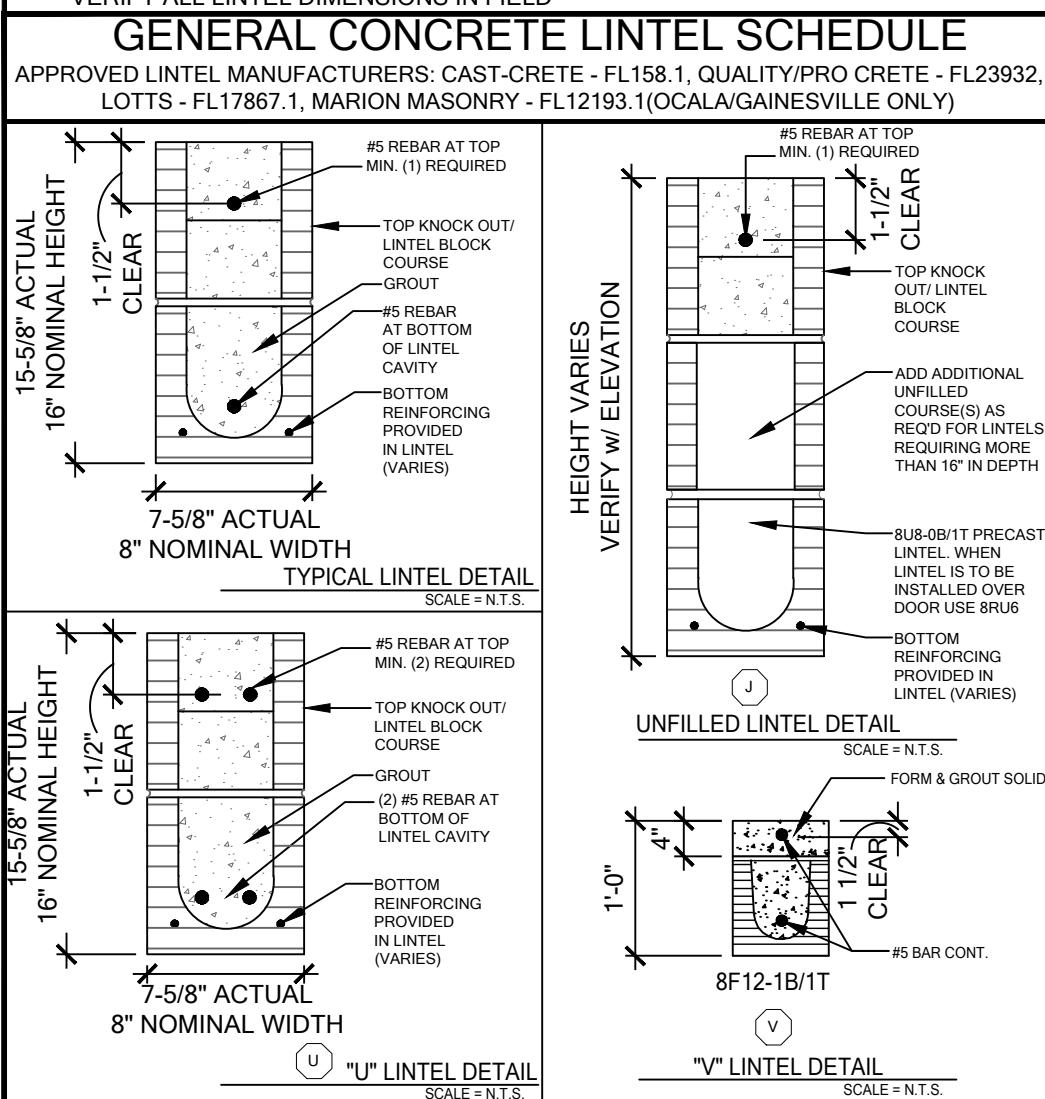 VERIFY ALL LINTEL DIMENSIONS IN FIELD
GENERAL CONCRETE LINTEL SCHEDULE
APPROVED LINTEL MANUFACTURERS: CAST-CRETE - FL158.1, QUALITY/PRO CRETE - FL23932,
LOTTS - FL17867.1, MARION MASONRY - FL12193.1(OCALA/GAINESVILLE ONLY)
15-5/8" ACTUAL
16" NOMINAL HEIGHT
1-1/2"
CLEAR
#5 REBAR AT TOP
MIN. (1) REQUIRED
TOP KNOCK OUT/
LINTEL BLOCK
COURSE
GROUT
#5 REBAR
AT BOTTOM
OF LINTEL
CAVITY
BOTTOM
REINFORCING
PROVIDED
IN LINTEL
(VARIES)
7-5/8" ACTUAL
8" NOMINAL WIDTH
TYPICAL LINTEL DETAIL
SCALE = N.T.S.
HEIGHT VARIES
VERIFY w/ ELEVATION
#5 REBAR AT TOP
MIN. (1) REQUIRED
1-1/2"
CLEAR
TOP KNOCK
OUT/ LINTEL
BLOCK
COURSE
ADD ADDITIONAL
UNFILLED
COURSE(S) AS
REQ'D FOR LINTELS
REQUIRING MORE
THAN 16" IN DEPTH
8U8-0B/1T PRECAST
LINTEL. WHEN
LINTEL IS TO BE
INSTALLED OVER
DOOR USE 8RU6
BOTTOM
REINFORCING
PROVIDED IN
LINTEL (VARIES)
J
UNFILLED LINTEL DETAIL
SCALE = N.T.S.
15-5/8" ACTUAL
16" NOMINAL HEIGHT
1-1/2"
CLEAR
#5 REBAR AT TOP
MIN. (2) REQUIRED
TOP KNOCK OUT/
LINTEL BLOCK
COURSE
GROUT
(2) #5 REBAR AT
BOTTOM OF
LINTEL CAVITY
BOTTOM
REINFORCING
PROVIDED
IN LINTEL
(VARIES)
7-5/8" ACTUAL
8" NOMINAL WIDTH
U
"U" LINTEL DETAIL
SCALE = N.T.S.
FORM & GROUT SOLID
1'-0"
4"
1 1/2"
CLEAR
#5 BAR CONT.
8F12-1B/1T
V
"V" LINTEL DETAIL
SCALE = N.T.S.